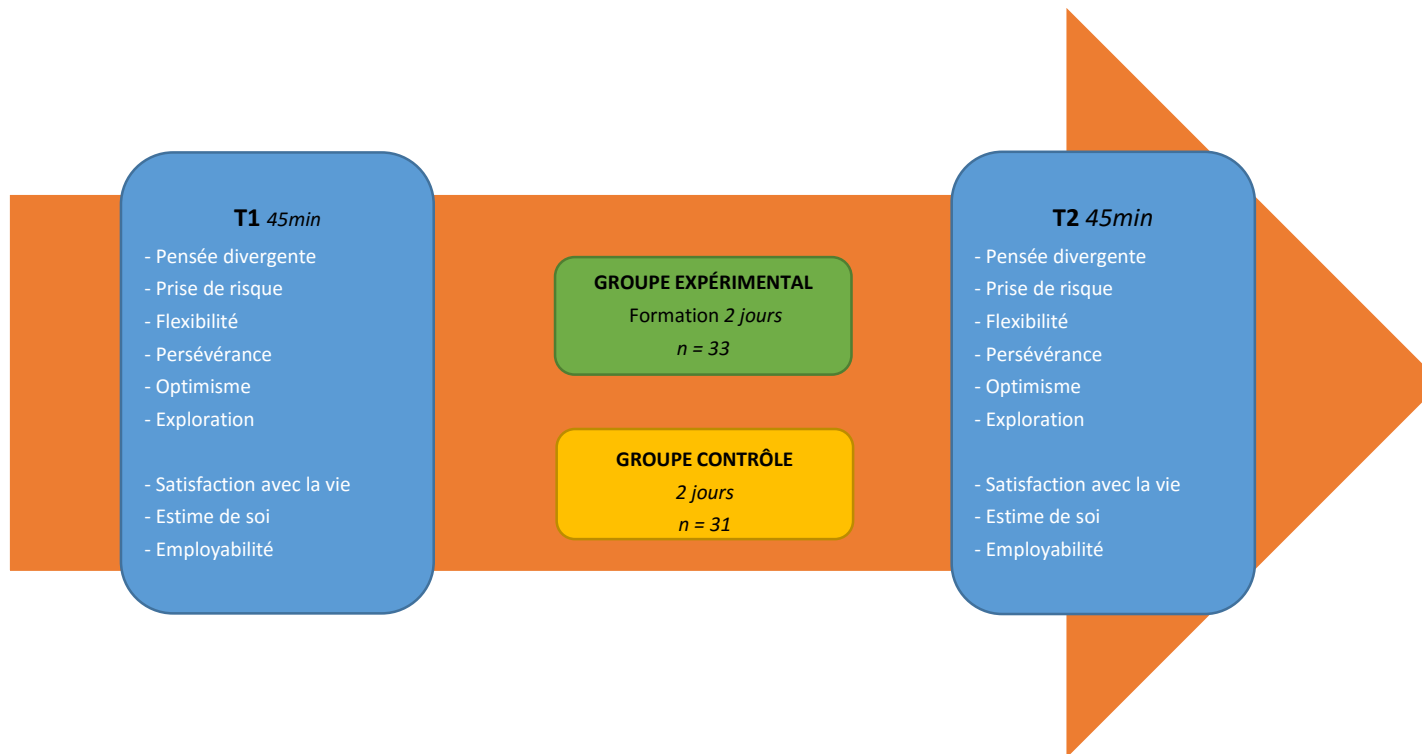 T1 45min
- Pensée divergente
- Prise de risque
- Flexibilité
- Persévérance
- Optimisme
- Exploration
- Satisfaction avec la vie
- Estime de soi
- Employabilité
GROUPE EXPÉRIMENTAL
Formation 2 jours
n = 33
GROUPE CONTRÔLE
2 jours
n = 31
T2 45min
- Pensée divergente
- Prise de risque
- Flexibilité
- Persévérance
- Optimisme
- Exploration
- Satisfaction avec la vie
- Estime de soi
- Employabilité